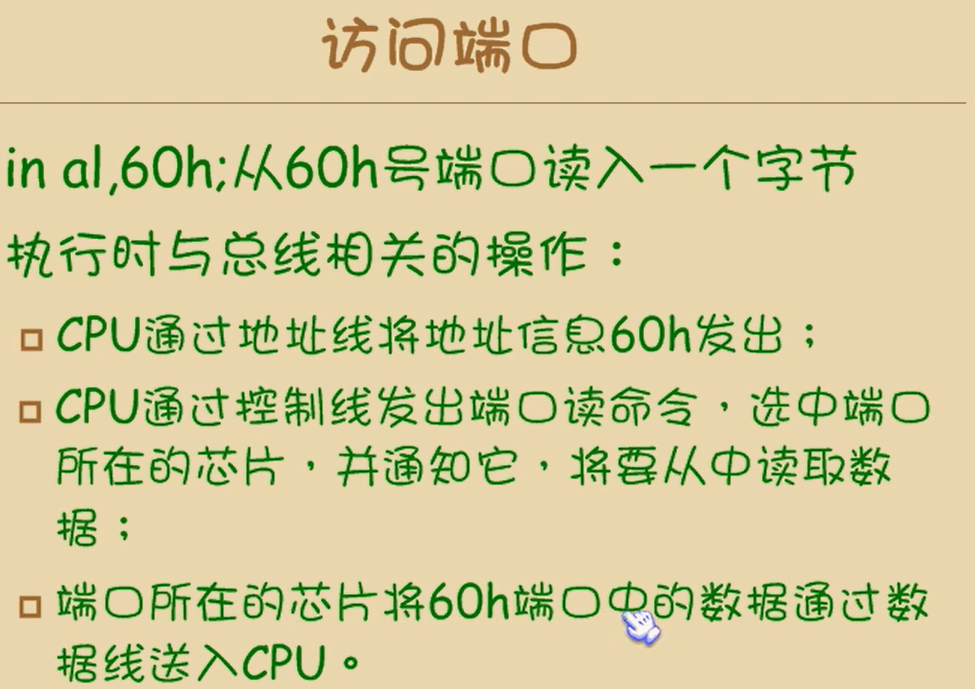 访问端口
in al,60h;从60h号端口读入一个字节
执行时与总线相关的操作：
CPU通过地址线将地址信息60h发出；
CPU通过控制线发出端口读命令，选中端口
所在的芯片，并通知它，将要从中读取数
据；
端口所在的芯片将60h端口中的数据通过数
据线送入CPU。